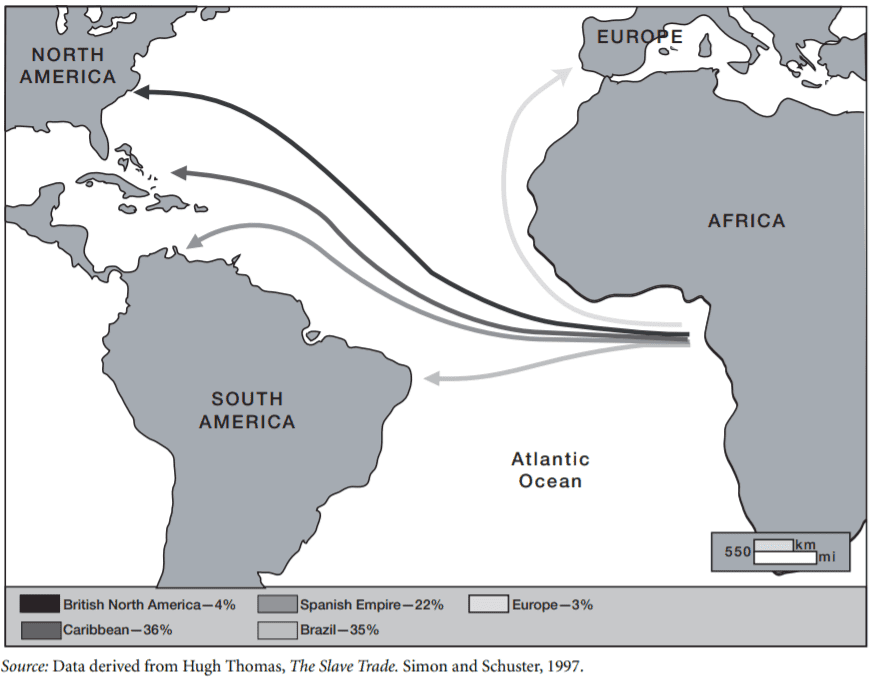 NORTH
AMERICA
EUROPE
AFRICA
SOUTH
AMERICA
Atlantic
Ocean
550 km
mi
British North America—4% Spanish Empire—22% Europe—3%
Caribbean—36% Brazil—35%
Source: Data derived from Hugh Thomas, The Slave Trade. Simon and Schuster, 1997.